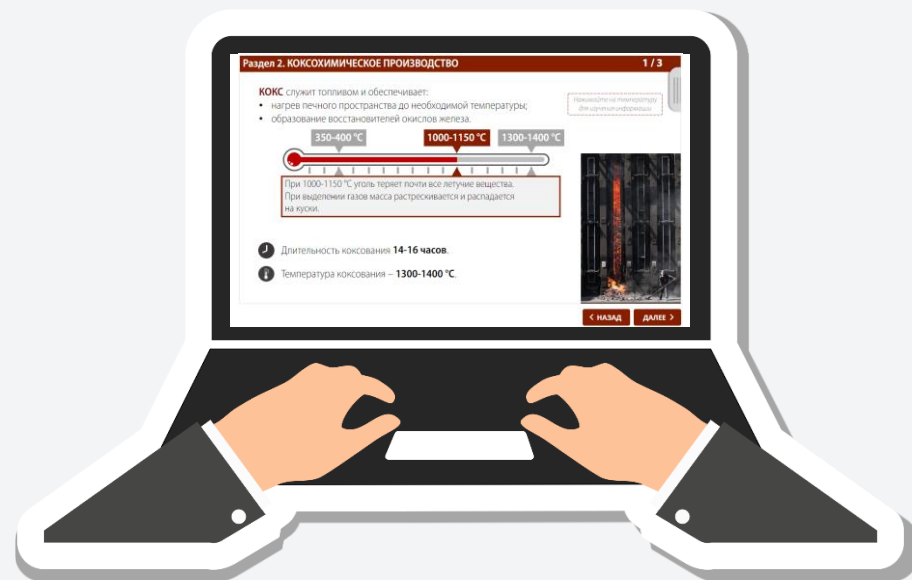 Раздел 2. КОКСОХИМИЧЕСКОЕ ПРОИЗВОДСТВО 1 / 3
КОКС служит топливом и обеспечивает:
• нагрев печного пространства до необходимой температуры;
• образование восстановителей окислов железа.
Нажимайте на температуру
для изучения информации
350-400 °C 1000-1150 °C 1300-1400 °C
При 1000-1150 °C уголь теряет почти все летучие вещества.
При выделении газов масса растрескивается и распадается
на куски.
Длительность коксования 14-16 часов.
Температура коксования – 1300-1400 °C.
< НАЗАД ДАЛЕЕ >